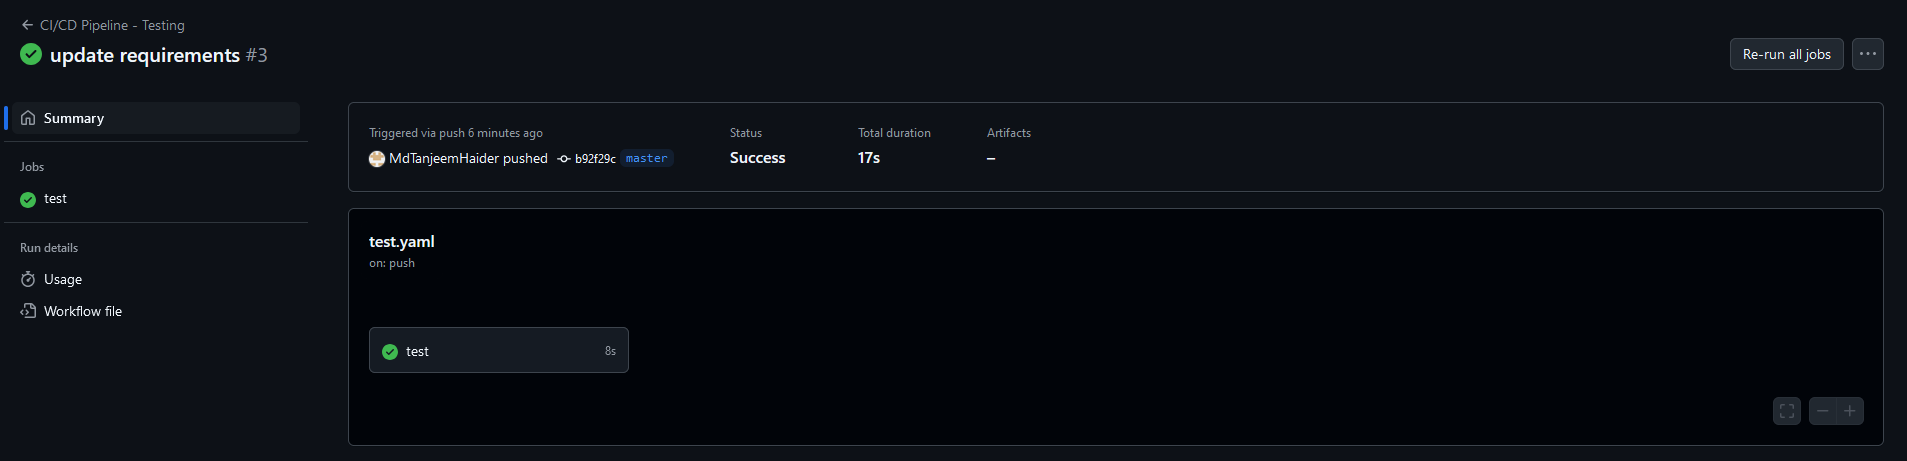 ← CI/CD Pipeline - Testing
update requirements #3
Re-run all jobs
Summary
Jobs
test
Run details
Usage
Workflow file
Triggered via push 6 minutes ago
MdTanjeemHaider pushed b92f29c master
Status
Success
Total duration
17s
Artifacts
–
test.yaml
on: push
test 8s